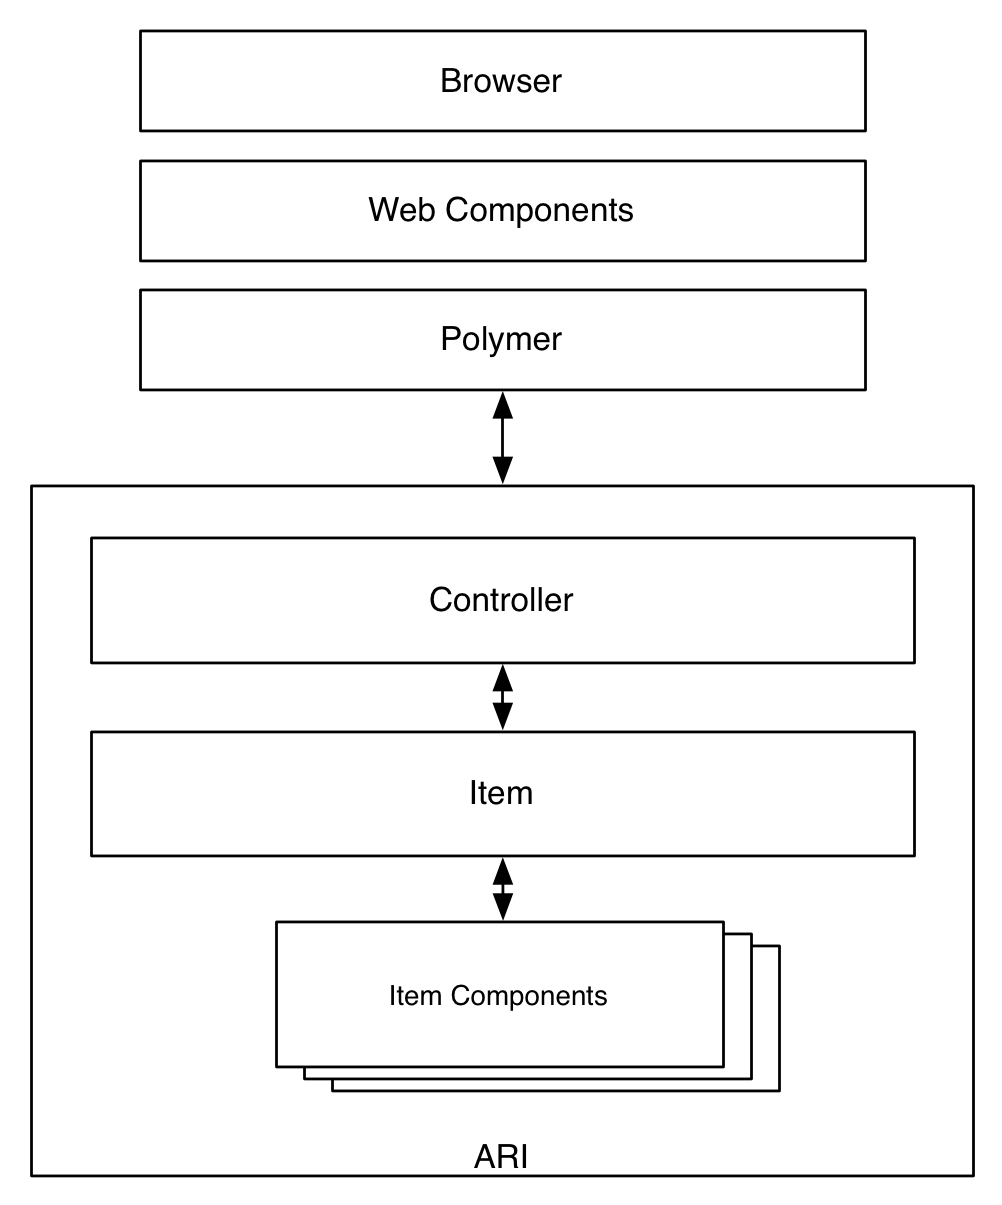 Browser
Web Components
Polymer
Controller
Item
Item Components
ARI